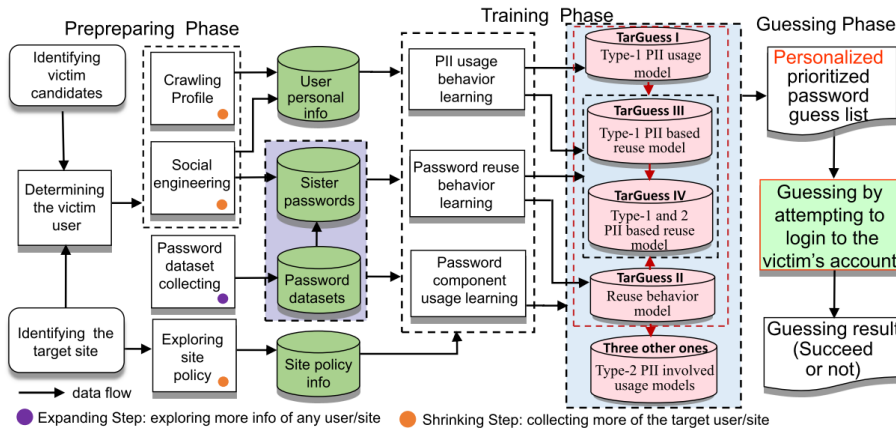 Prepreparing Phase
Training Phase
Guessing Phase
Identifying
victim
candidates
Determining
the victim
user
Identifying the
target site
Crawling
Profile
Social
engineering
Password
dataset
collecting
Exploring
site
policy
User
personal
info
Sister
passwords
Password
datasets
Site policy
info
PII usage
behavior
learning
Password reuse
behavior
learning
Password
component
usage learning
TarGuess I
Type-1 PII usage
model
TarGuess III
Type-1 PII based
reuse model
TarGuess IV
Type-1 and 2
PII based reuse
model
TarGuess II
Reuse behavior
model
Three other ones
Type-2 PII involved
usage models
Personalized
prioritized
password
guess list
Guessing by
attempting to
login to the
victim's account
Guessing result
(Succeed
or not)
data flow
Expanding Step: exploring more info of any user/site
Shrinking Step: collecting more of the target user/site